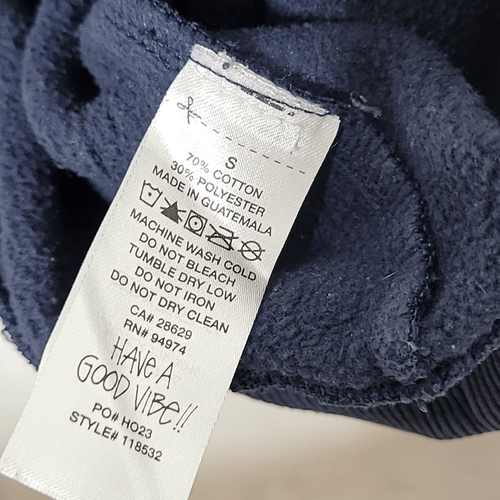 S
70% COTTON
30% POLYESTER
MADE IN GUATEMALA
MACHINE WASH COLD
DO NOT BLEACH
TUMBLE DRY LOW
DO NOT IRON
DO NOT DRY CLEAN
CA# 28629
RN# 94974
HAVE A
GOOD VIBE!!
PO# HO23
STYLE# 118532